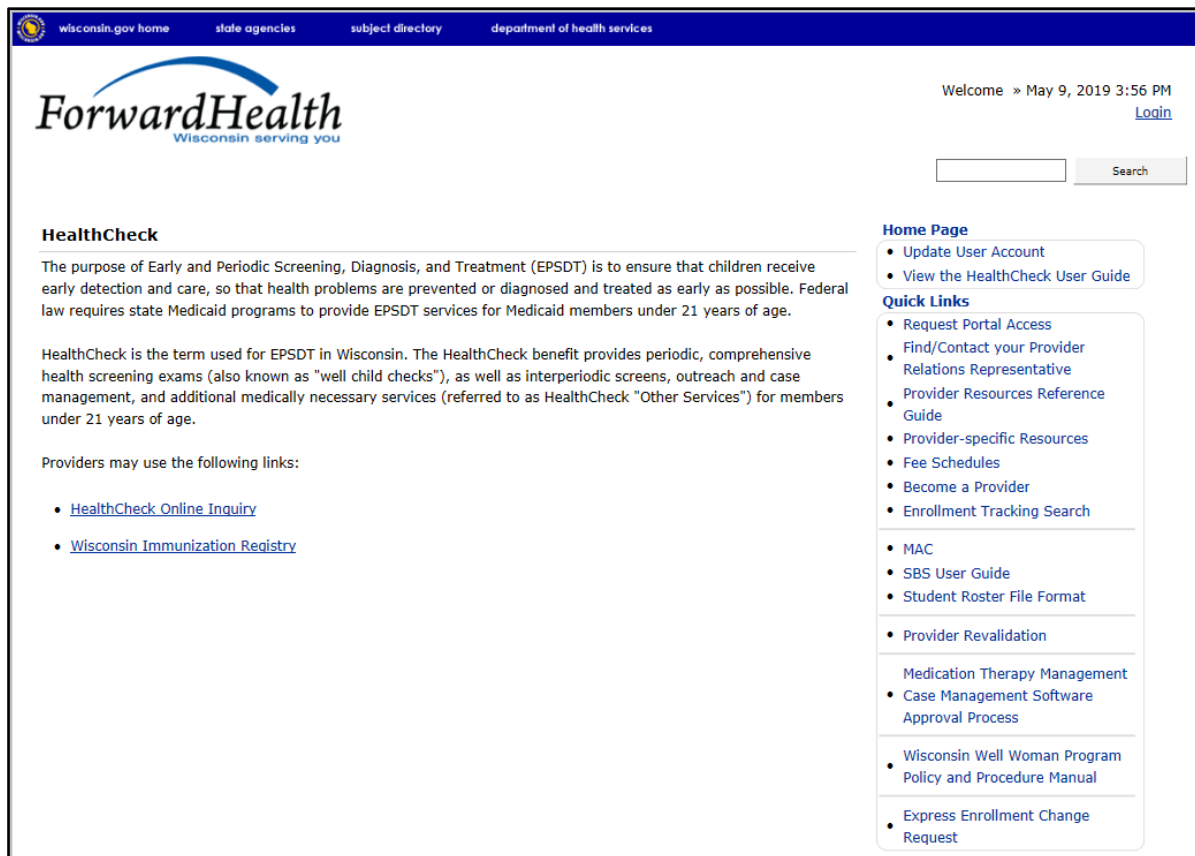 wisconsin.gov home state agencies subject directory department of health services
ForwardHealth
Wisconsin serving you
Welcome » May 9, 2019 3:56 PM
Login
Search
HealthCheck
The purpose of Early and Periodic Screening, Diagnosis, and Treatment (EPSDT) is to ensure that children receive
early detection and care, so that health problems are prevented or diagnosed and treated as early as possible. Federal
law requires state Medicaid programs to provide EPSDT services for Medicaid members under 21 years of age.
HealthCheck is the term used for EPSDT in Wisconsin. The HealthCheck benefit provides periodic, comprehensive
health screening exams (also known as "well child checks"), as well as interperiodic screens, outreach and case
management, and additional medically necessary services (referred to as HealthCheck "Other Services") for members
under 21 years of age.
Providers may use the following links:
• HealthCheck Online Inquiry
• Wisconsin Immunization Registry
Home Page
• Update User Account
• View the HealthCheck User Guide
Quick Links
• Request Portal Access
• Find/Contact your Provider
Relations Representative
• Provider Resources Reference
Guide
• Provider-specific Resources
• Fee Schedules
• Become a Provider
• Enrollment Tracking Search
• MAC
• SBS User Guide
• Student Roster File Format
• Provider Revalidation
• Medication Therapy Management
Case Management Software
Approval Process
• Wisconsin Well Woman Program
Policy and Procedure Manual
• Express Enrollment Change
Request